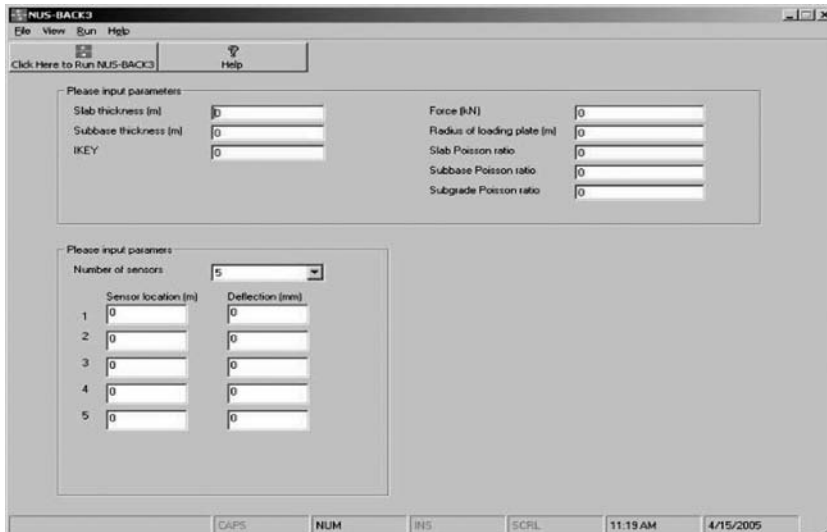 NUS-BACK3
File View Run Help
Click Here to Run NUS-BACK3 Help
Please input parameters
Slab thickness (m) 0 Force (kN) 0
Subbase thickness (m) 0 Radius of loading plate (m) 0
IKEY 0 Slab Poisson ratio 0
Subbase Poisson ratio 0
Subgrade Poisson ratio 0
Please input paramers
Number of sensors 5
Sensor location (m) Deflection (mm)
1 0 0
2 0 0
3 0 0
4 0 0
5 0 0
CAPS NUM INS SCRL 11:19 AM 4/15/2005